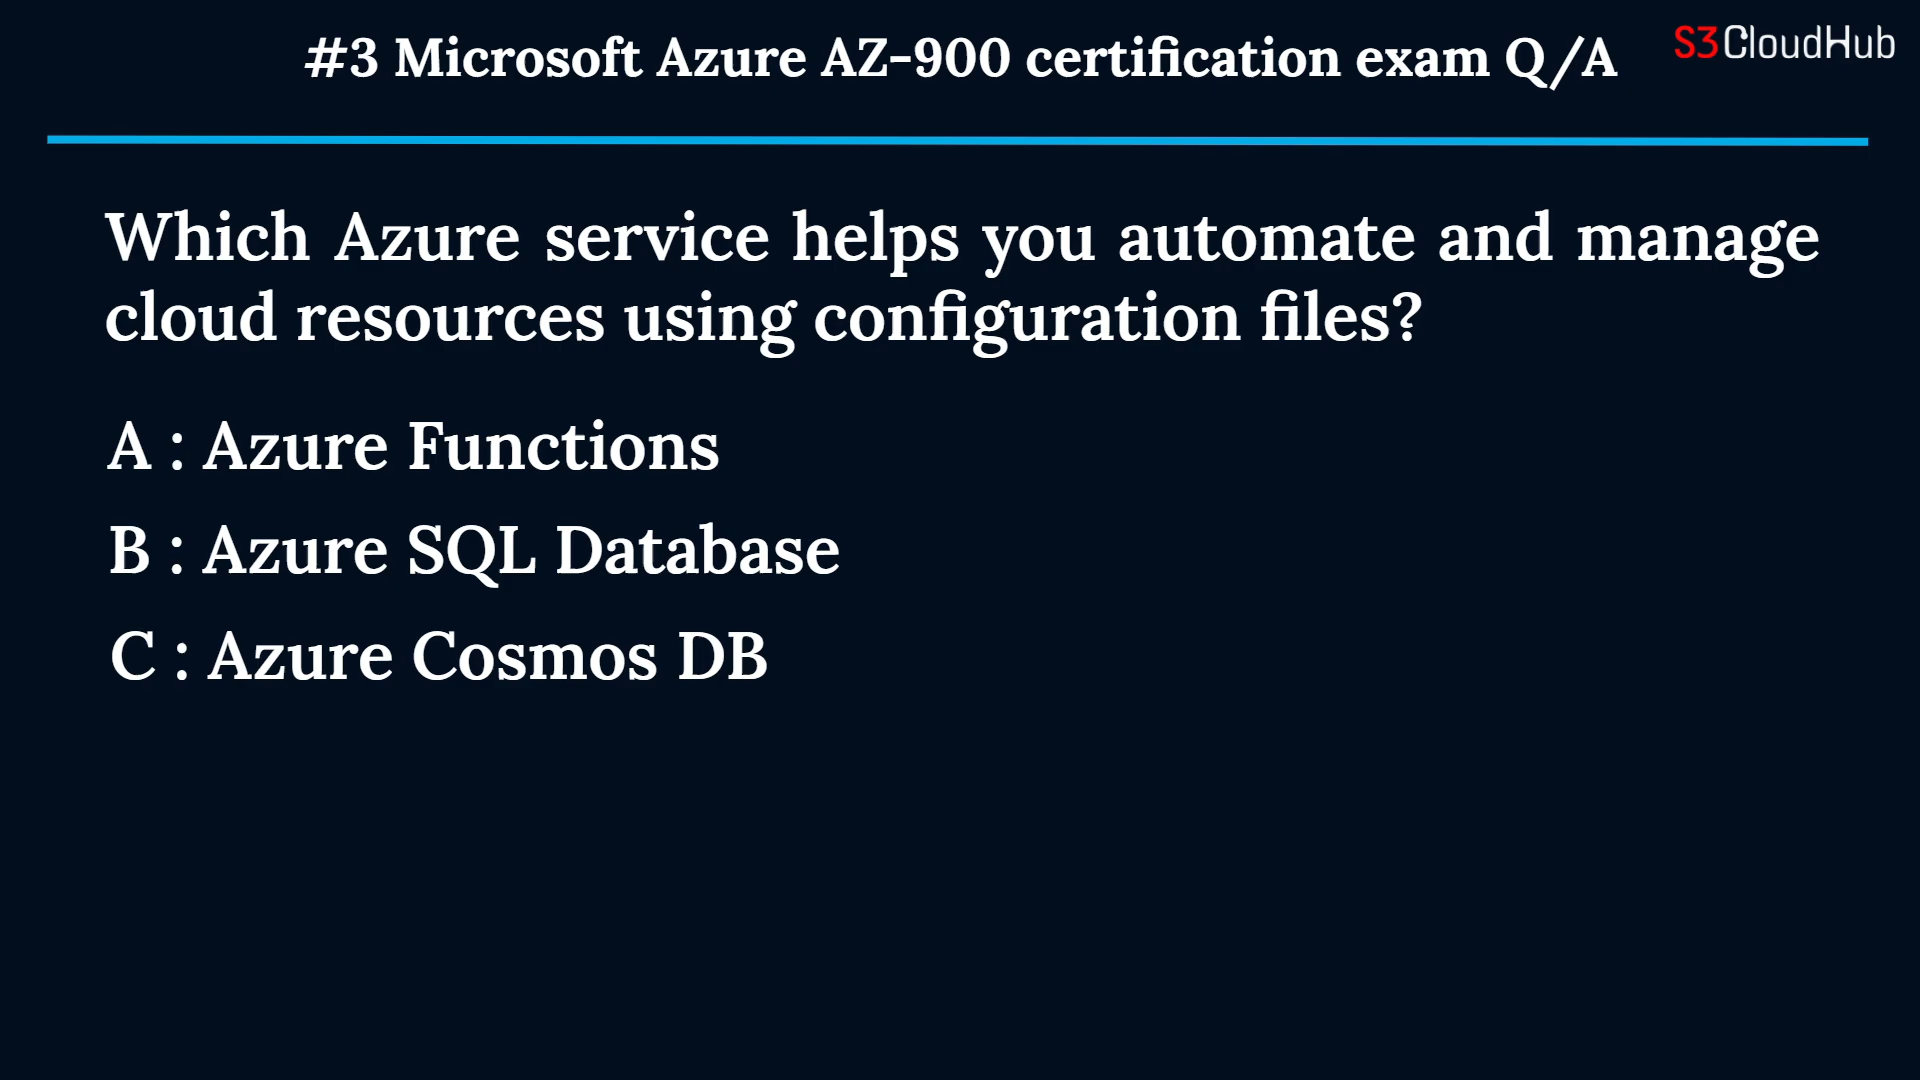 #3 Microsoft Azure AZ-900 certification exam Q/A
S3CloudHub
Which Azure service helps you automate and manage
cloud resources using configuration files?
A : Azure Functions
B : Azure SQL Database
C : Azure Cosmos DB